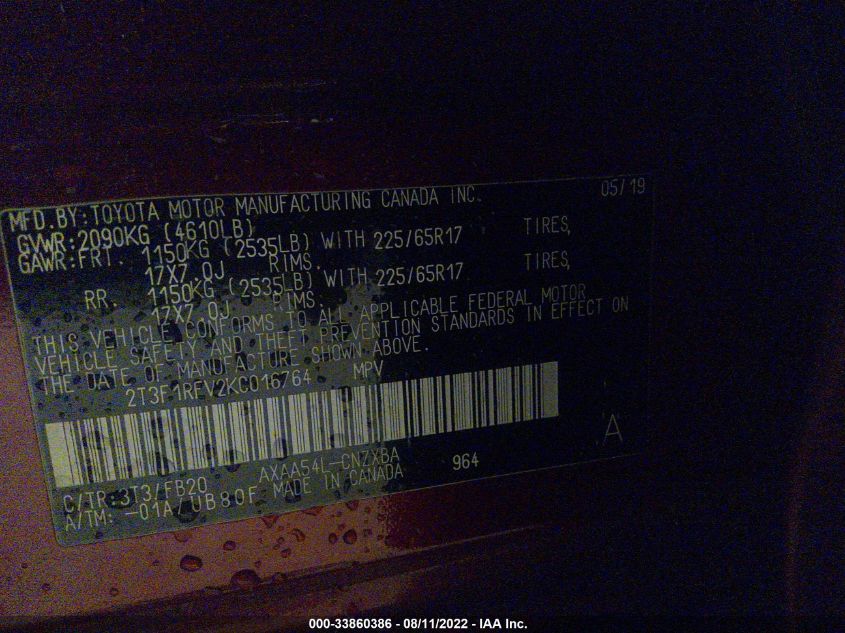 MFD.BY:TOYOTA MOTOR MANUFACTURING CANADA INC. 05/19
GVWR:2090KG (4610LB)
GAWR:FRT. 1150KG (2535LB) WITH 225/65R17 TIRES,
17X7.0J RIMS.
RR. 1150KG (2535LB) WITH 225/65R17 TIRES,
17X7.0J RIMS.
THIS VEHICLE CONFORMS TO ALL APPLICABLE FEDERAL MOTOR
VEHICLE SAFETY AND THEFT PREVENTION STANDARDS IN EFFECT ON
THE DATE OF MANUFACTURE SHOWN ABOVE.
2T3F1RFV2KC016764 MPV
A
C/TR:3T3/FB20 AXAA54L-CNZXBA 964
A/TM: -01A/UB80F MADE IN CANADA
000-33860386 - 08/11/2022 - IAA Inc.